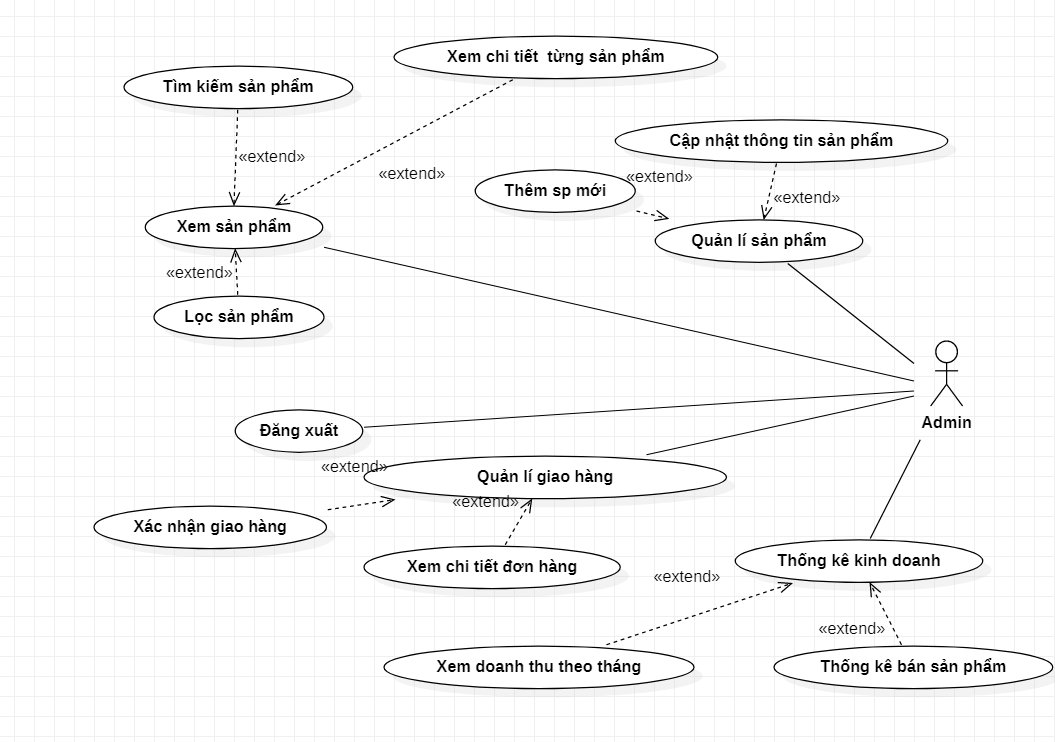 Xem chi tiết  từng sản phẩm
Tìm kiếm sản phẩm
«extend»
«extend»
Cập nhật thông tin sản phẩm
Thêm sp mới
«extend»
«extend»
Xem sản phẩm
Quản lí sản phẩm
«extend»
Lọc sản phẩm
Admin
Đăng xuất
«extend»
Quản lí giao hàng
«extend»
Xác nhận giao hàng
Xem chi tiết đơn hàng
Thống kê kinh doanh
«extend»
«extend»
Xem doanh thu theo tháng
Thống kê bán sản phẩm